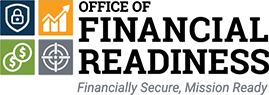 OFFICE OF
FINANCIAL
READINESS
Financially Secure, Mission Ready